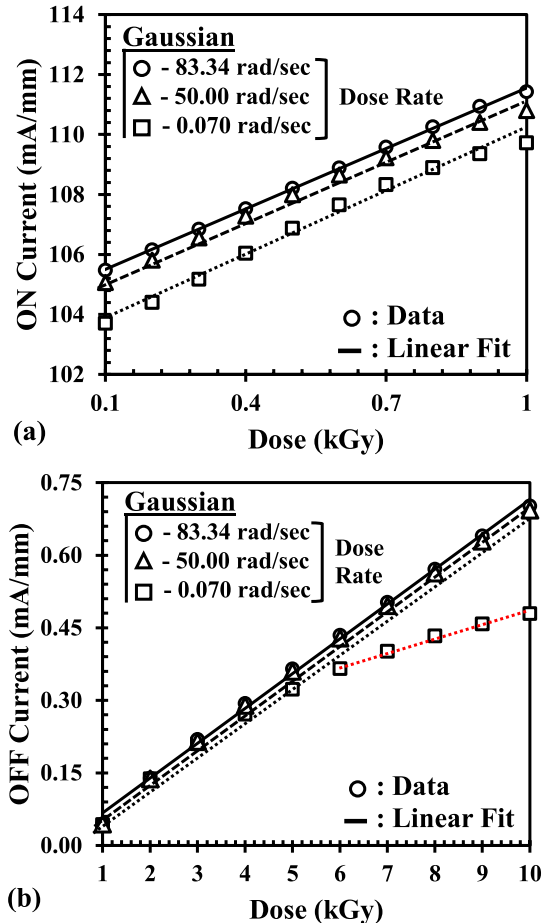 114
112
110
108
106
104
102
ON Current (mA/mm)
Gaussian
- 83.34 rad/sec
- 50.00 rad/sec
- 0.070 rad/sec
Dose Rate
: Data
: Linear Fit
0.1 0.4 0.7 1
(a)
Dose (kGy)
0.75
0.60
0.45
0.30
0.15
0.00
OFF Current (mA/mm)
Gaussian
- 83.34 rad/sec
- 50.00 rad/sec
- 0.070 rad/sec
Dose
Rate
: Data
: Linear Fit
1 2 3 4 5 6 7 8 9 10
(b)
Dose (kGy)